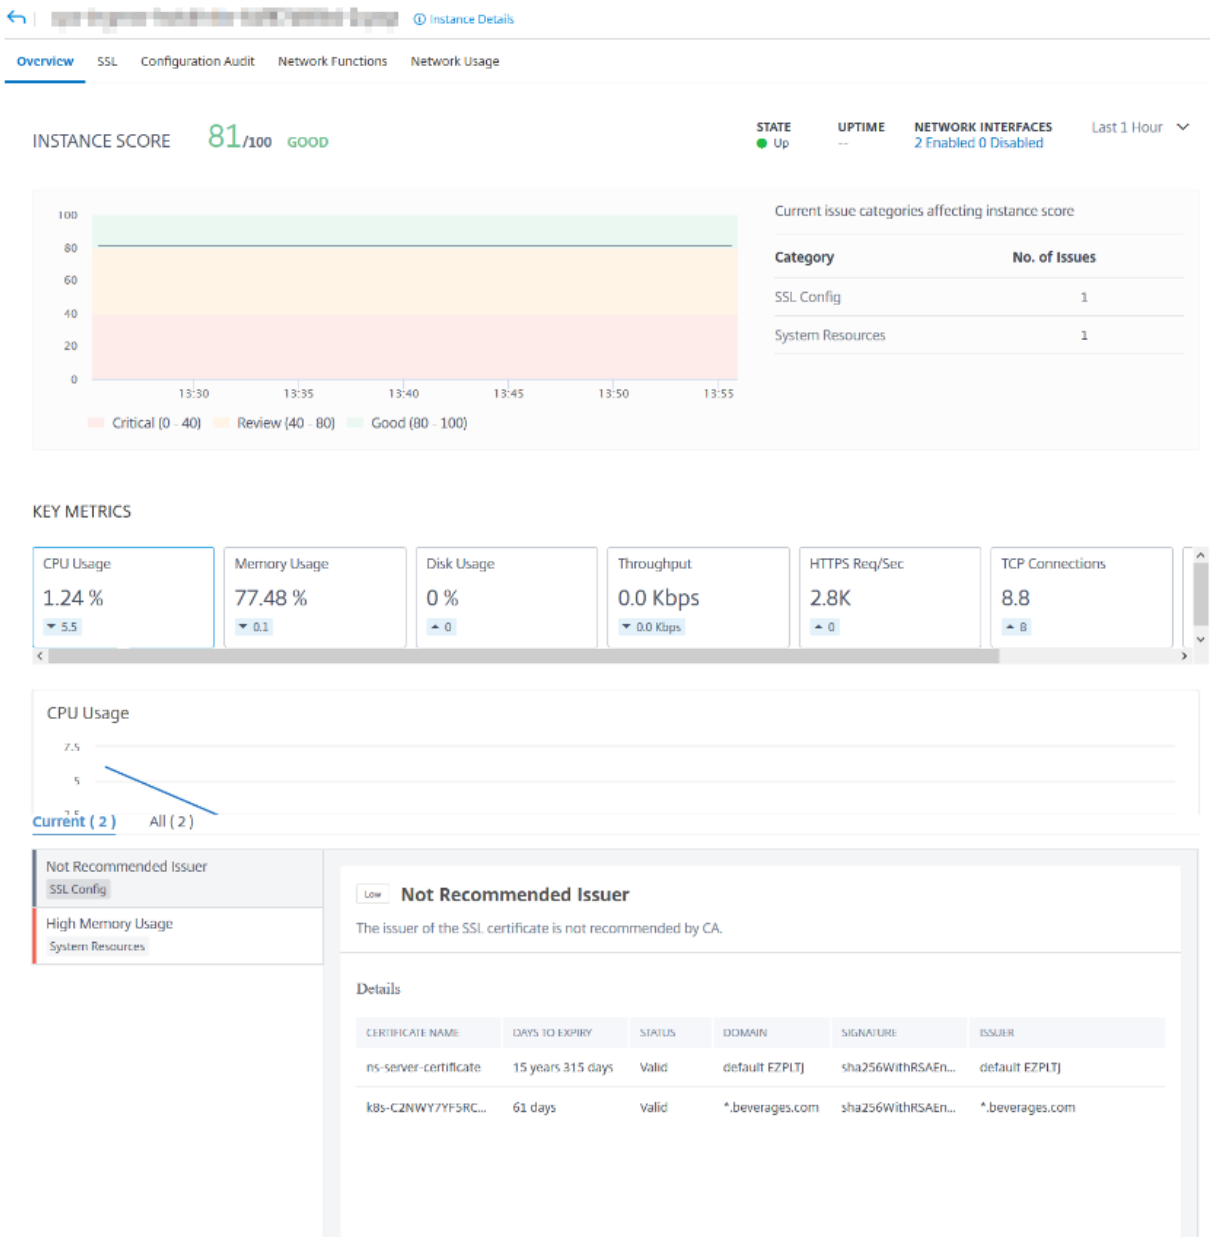 Instance Details
Overview SSL Configuration Audit Network Functions Network Usage
INSTANCE SCORE 81/100 GOOD
STATE UPTIME NETWORK INTERFACES Last 1 Hour
Up -- 2 Enabled 0 Disabled
Current issue categories affecting instance score
Category No. of Issues
SSL Config 1
System Resources 1
100
80
60
40
20
0
13:30 13:35 13:40 13:45 13:50 13:55
Critical (0 - 40) Review (40 - 80) Good (80 - 100)
KEY METRICS
CPU Usage Memory Usage Disk Usage Throughput HTTPS Req/Sec TCP Connections
1.24 % 77.48 % 0 % 0.0 Kbps 2.8K 8.8
5.5 0.1 0 0.0 Kbps 0 8
CPU Usage
7.5
5
2.5
Current ( 2 ) All ( 2 )
Not Recommended Issuer
SSL Config
High Memory Usage
System Resources
Low Not Recommended Issuer
The issuer of the SSL certificate is not recommended by CA.
Details
CERTIFICATE NAME DAYS TO EXPIRY STATUS DOMAIN SIGNATURE ISSUER
ns-server-certificate 15 years 315 days Valid default EZPLTJ sha256WithRSAEn... default EZPLTJ
k8s-C2NWY7YF5RC... 61 days Valid *.beverages.com sha256WithRSAEn... *.beverages.com